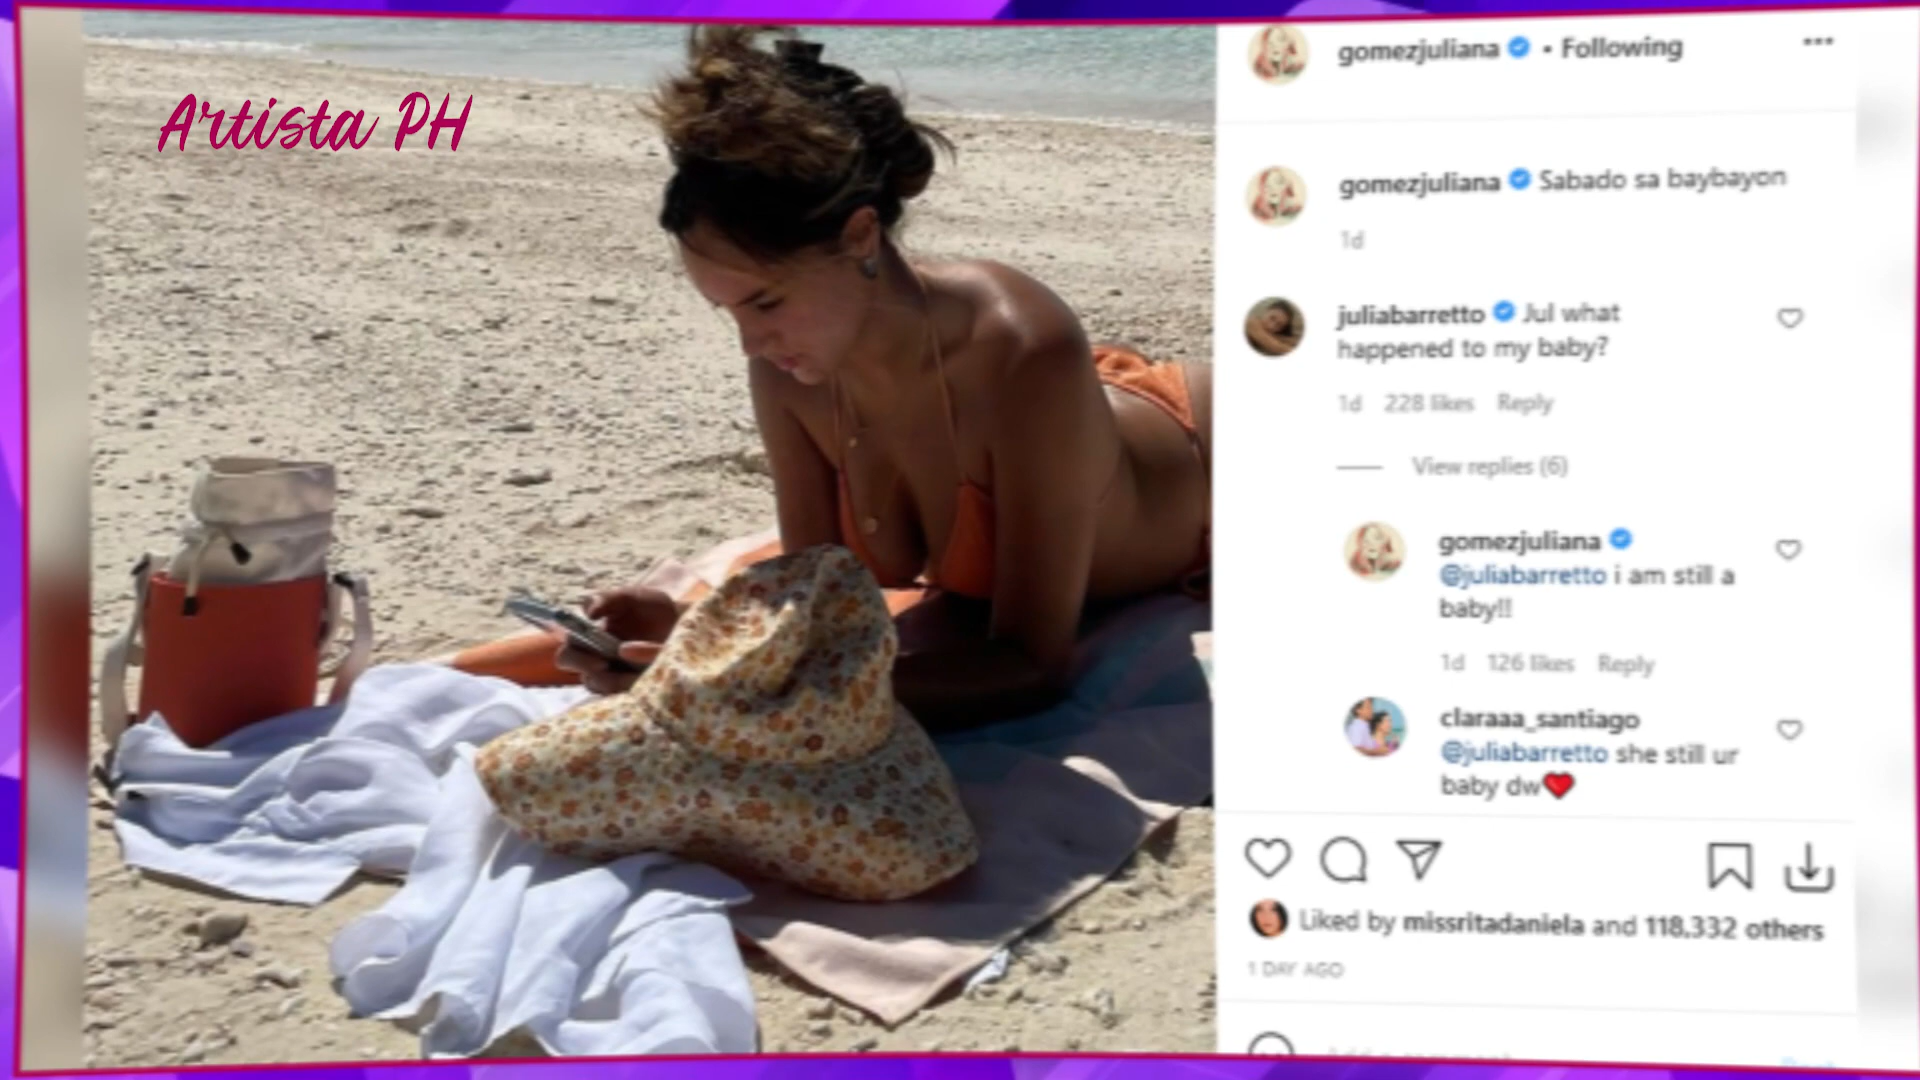 Artista PH
gomezjuliana • Following
gomezjuliana Sabado sa baybayon
1d
juliabarretto Jul what
happened to my baby?
1d 228 likes Reply
View replies (6)
gomezjuliana
@juliabarretto i am still a
baby!!
1d 126 likes Reply
claraaa_santiago
@juliabarretto she still ur
baby dw❤️
Liked by missritadaniela and 118,332 others
1 DAY AGO